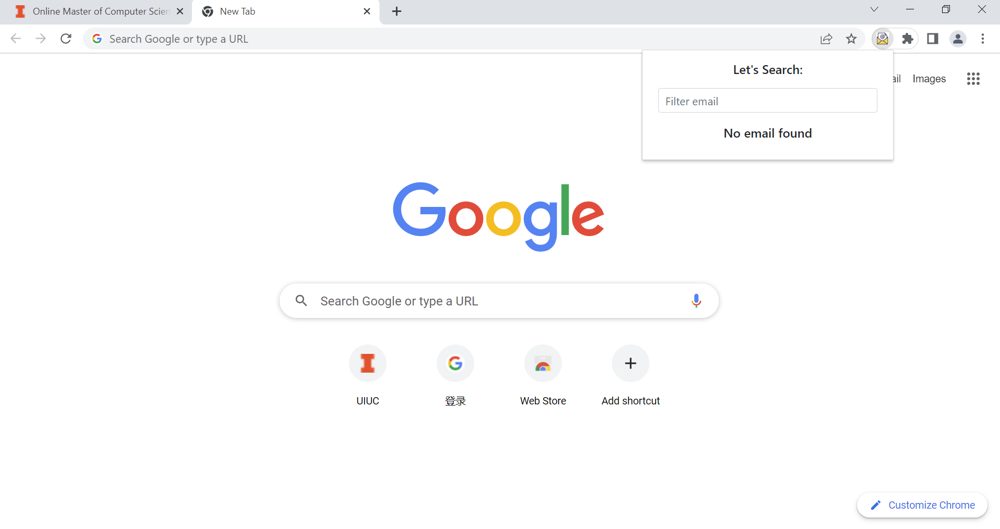 Online Master of Computer Scien
New Tab
Search Google or type a URL
Let's Search:
Filter email
No email found
ail
Images
Google
Search Google or type a URL
UIUC
登录
Web Store
Add shortcut
Customize Chrome